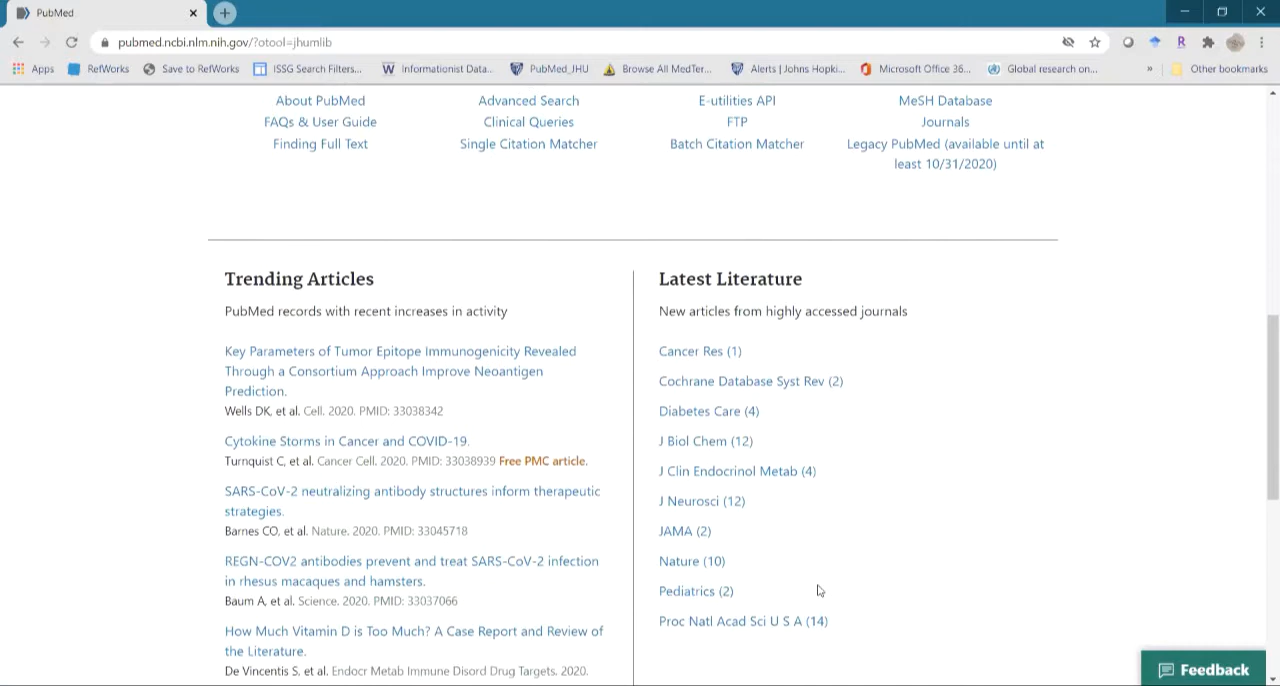 PubMed
pubmed.ncbi.nlm.nih.gov/?otool=jhumlib
Apps RefWorks Save to RefWorks ISSG Search Filters... Informationist Data... PubMed_JHU Browse All MedTer... Alerts | Johns Hopki... Microsoft Office 36... Global research on... » Other bookmarks
About PubMed Advanced Search E-utilities API MeSH Database
FAQs & User Guide Clinical Queries FTP Journals
Finding Full Text Single Citation Matcher Batch Citation Matcher Legacy PubMed (available until at
least 10/31/2020)
Trending Articles
PubMed records with recent increases in activity
Key Parameters of Tumor Epitope Immunogenicity Revealed
Through a Consortium Approach Improve Neoantigen
Prediction.
Wells DK, et al. Cell. 2020. PMID: 33038342
Cytokine Storms in Cancer and COVID-19.
Turnquist C, et al. Cancer Cell. 2020. PMID: 33038939 Free PMC article.
SARS-CoV-2 neutralizing antibody structures inform therapeutic
strategies.
Barnes CO, et al. Nature. 2020. PMID: 33045718
REGN-COV2 antibodies prevent and treat SARS-CoV-2 infection
in rhesus macaques and hamsters.
Baum A, et al. Science. 2020. PMID: 33037066
How Much Vitamin D is Too Much? A Case Report and Review of
the Literature.
De Vincentis S, et al. Endocr Metab Immune Disord Drug Targets. 2020.
Latest Literature
New articles from highly accessed journals
Cancer Res (1)
Cochrane Database Syst Rev (2)
Diabetes Care (4)
J Biol Chem (12)
J Clin Endocrinol Metab (4)
J Neurosci (12)
JAMA (2)
Nature (10)
Pediatrics (2)
Proc Natl Acad Sci U S A (14)
Feedback